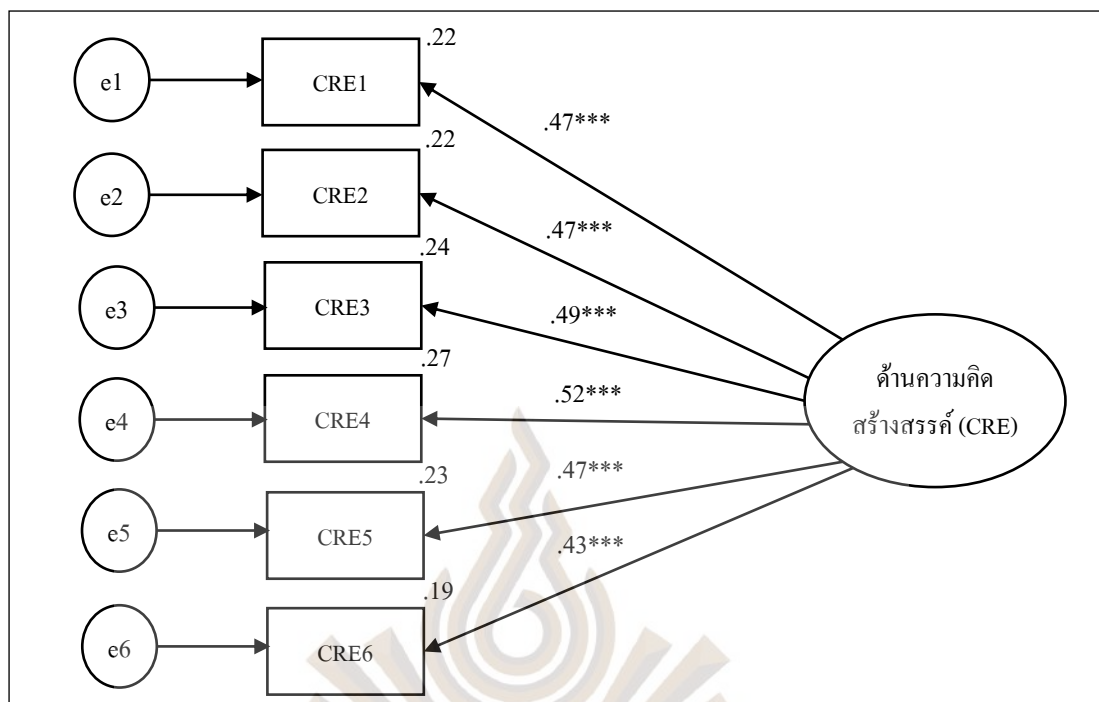 .22
e1
CRE1
.47***
.22
e2
CRE2
.47***
.24
e3
CRE3
.49***
.27
e4
CRE4
.52***
.23
e5
CRE5
.47***
.19
e6
CRE6
.43***
ด้านความคิด
สร้างสรรค์ (CRE)